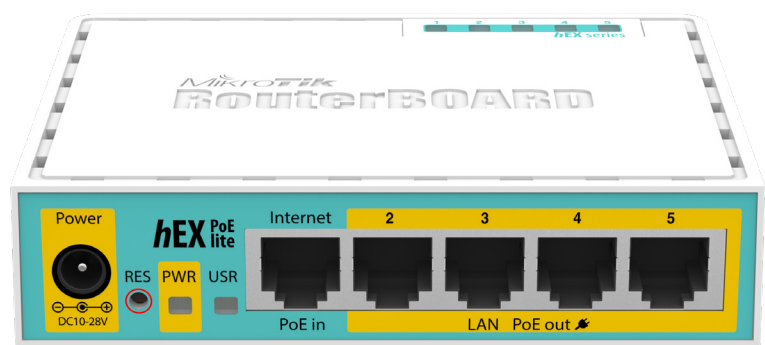 1 2 3 4 5
hEX series
MikroTik
RouterBOARD
Power
hEX PoE lite
Internet 2 3 4 5
RES PWR USR
DC10-28V
PoE in
LAN PoE out